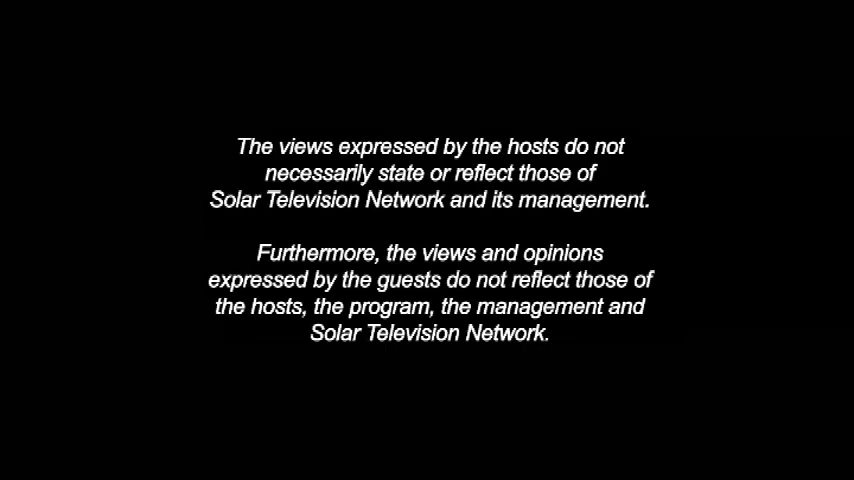 The views expressed by the hosts do not
necessarily state or reflect those of
Solar Television Network and its management.
Furthermore, the views and opinions
expressed by the guests do not reflect those of
the hosts, the program, the management and
Solar Television Network.